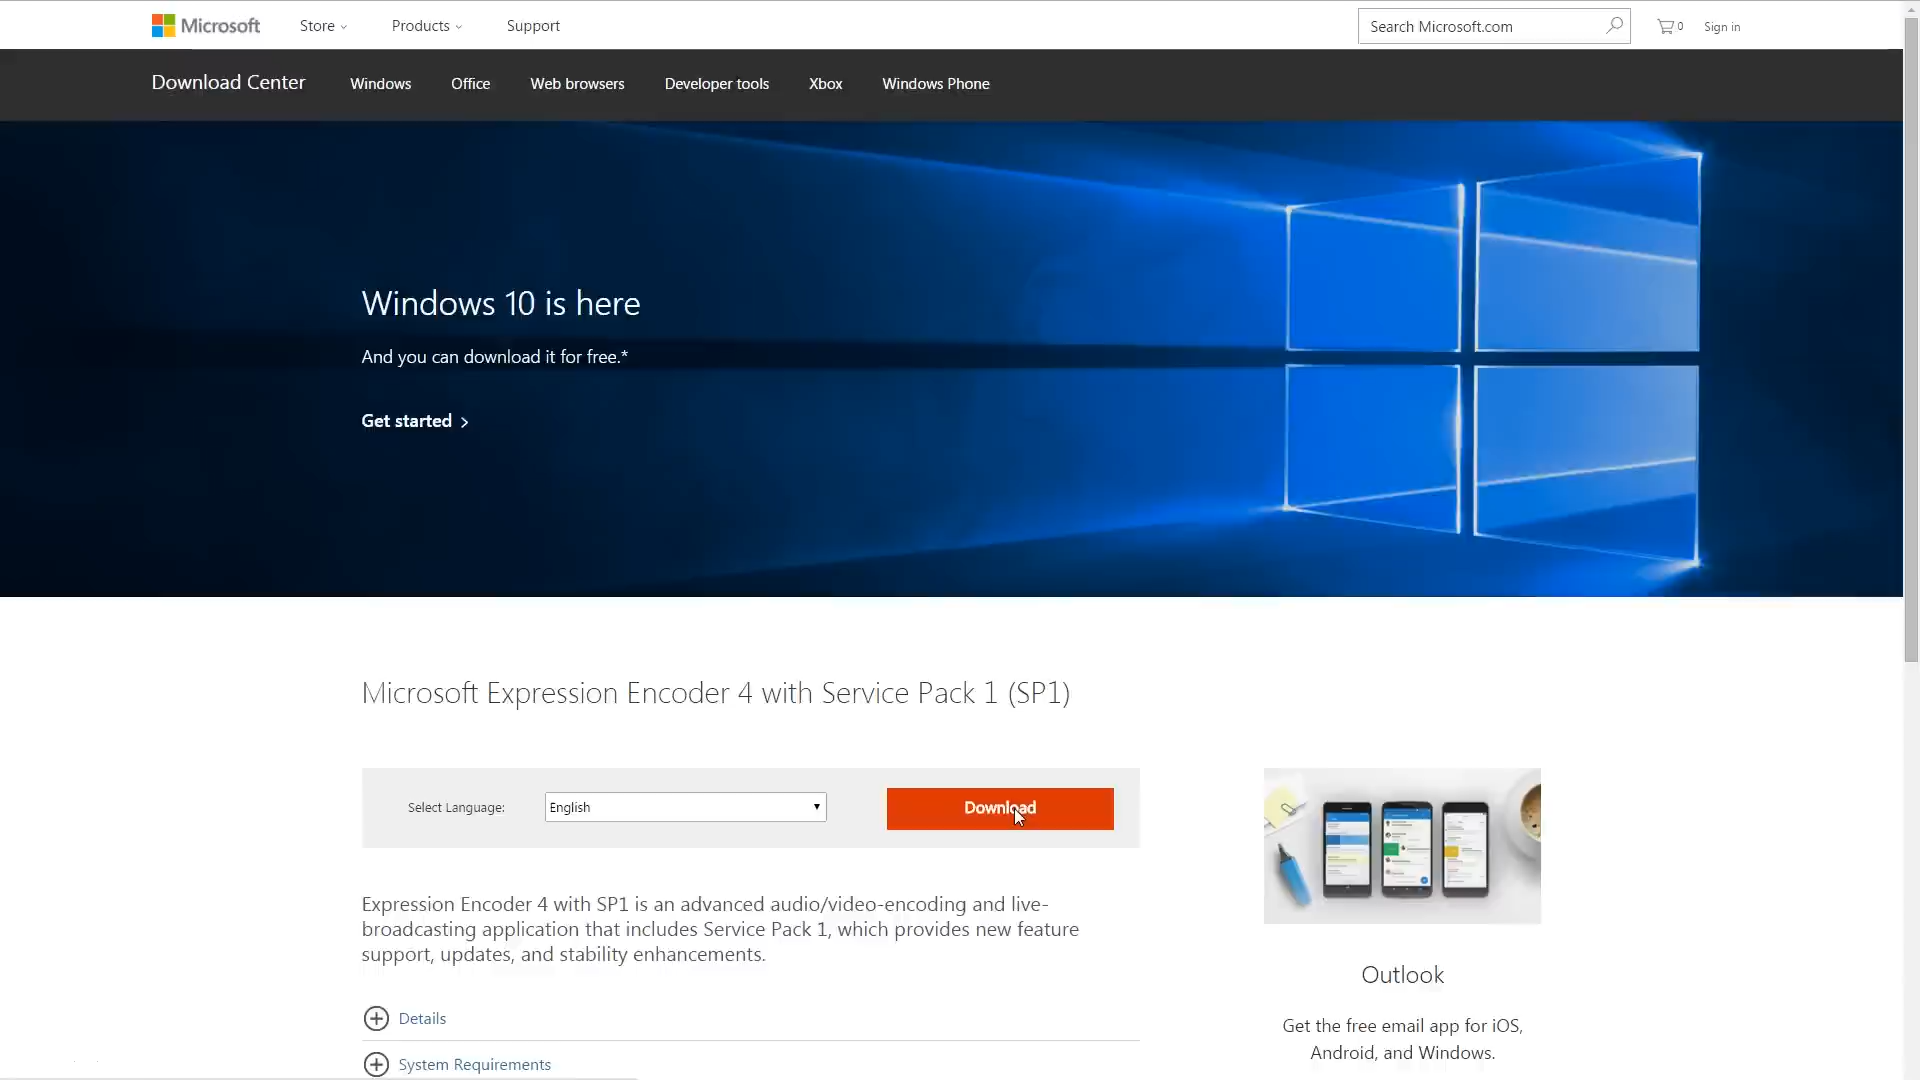 Microsoft
Store
Products
Support
Search Microsoft.com
0
Sign in
Download Center
Windows
Office
Web browsers
Developer tools
Xbox
Windows Phone
Windows 10 is here
And you can download it for free.*
Get started
Microsoft Expression Encoder 4 with Service Pack 1 (SP1)
Select Language:
English
Download
Expression Encoder 4 with SP1 is an advanced audio/video-encoding and live-
broadcasting application that includes Service Pack 1, which provides new feature
support, updates, and stability enhancements.
Details
System Requirements
Outlook
Get the free email app for iOS,
Android, and Windows.